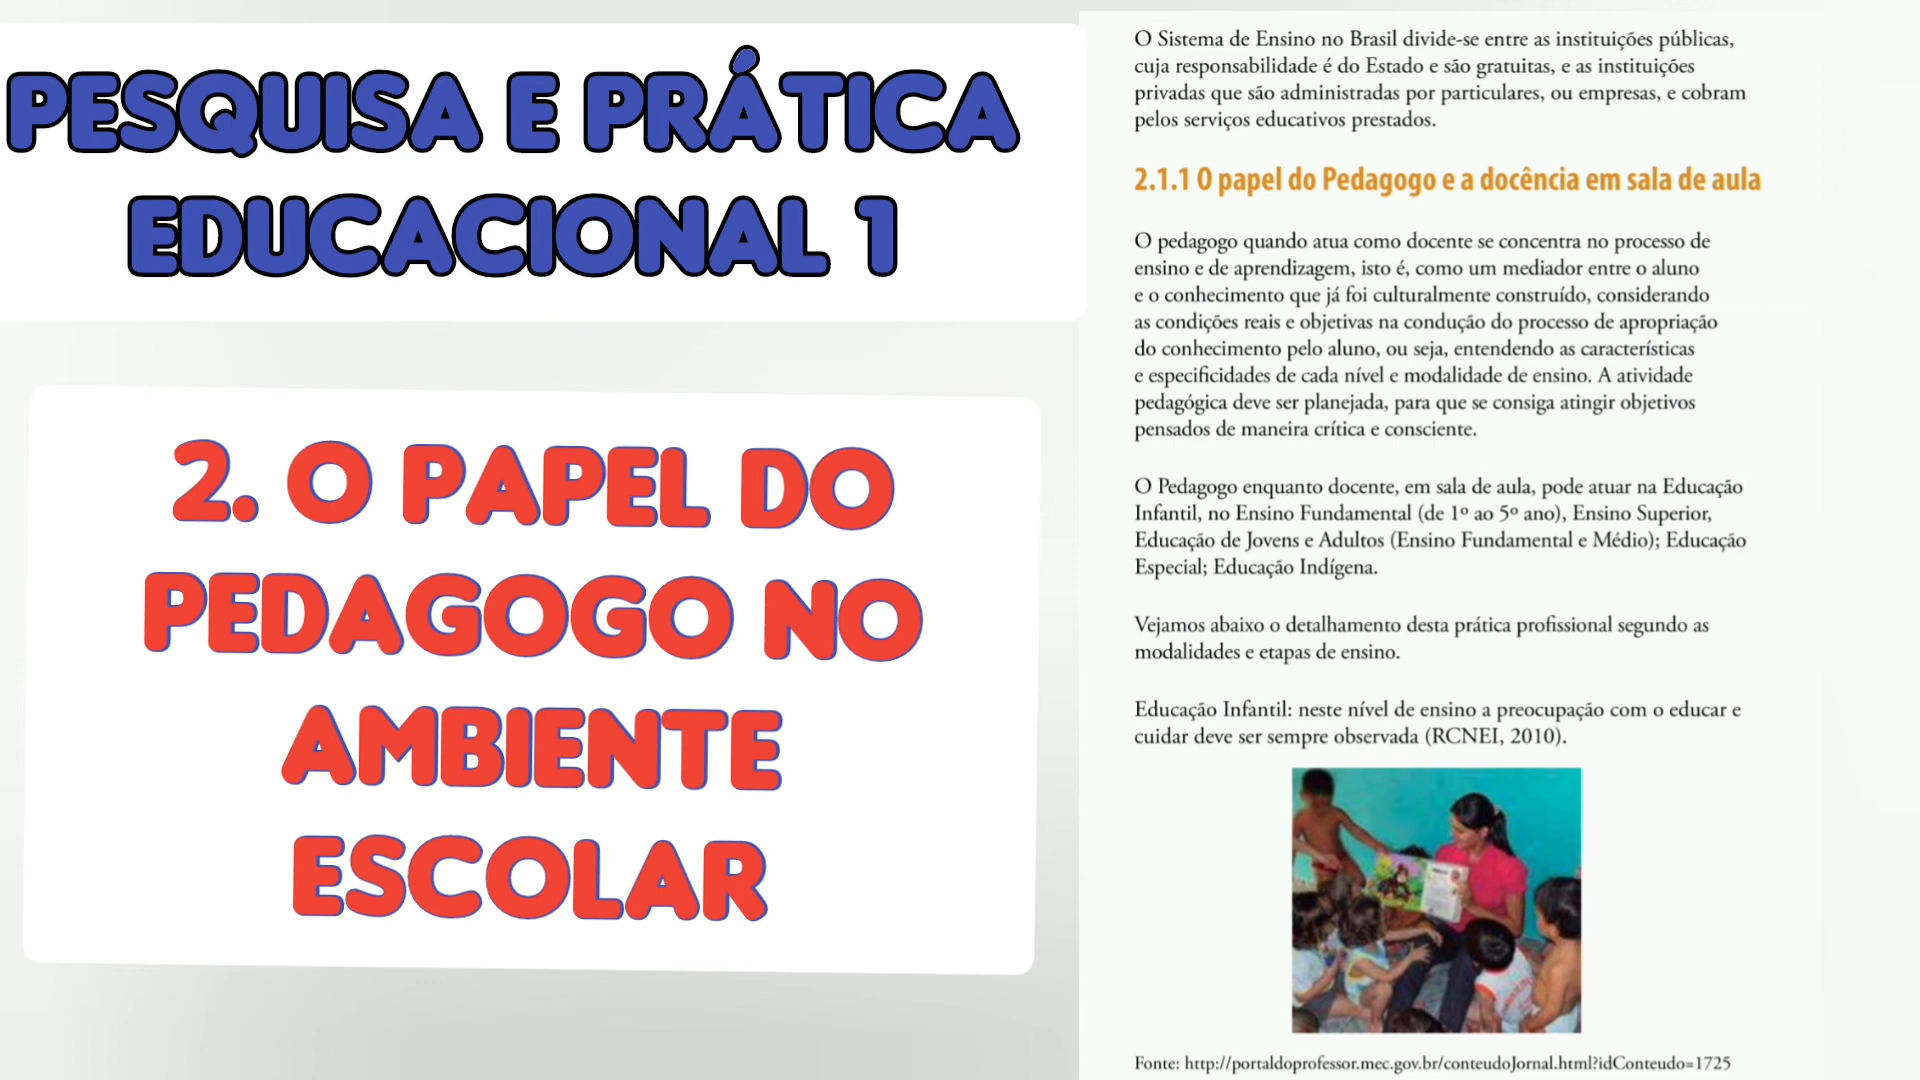 PESQUISA E PRÁTICA
EDUCACIONAL 1
2. O PAPEL DO
PEDAGOGO NO
AMBIENTE
ESCOLAR
O Sistema de Ensino no Brasil divide-se entre as instituições públicas,
cuja responsabilidade é do Estado e são gratuitas, e as instituições
privadas que são administradas por particulares, ou empresas, e cobram
pelos serviços educativos prestados.
2.1.1 O papel do Pedagogo e a docência em sala de aula
O pedagogo quando atua como docente se concentra no processo de
ensino e de aprendizagem, isto é, como um mediador entre o aluno
e o conhecimento que já foi culturalmente construído, considerando
as condições reais e objetivas na condução do processo de apropriação
do conhecimento pelo aluno, ou seja, entendendo as características
e especificidades de cada nível e modalidade de ensino. A atividade
pedagógica deve ser planejada, para que se consiga atingir objetivos
pensados de maneira crítica e consciente.
O Pedagogo enquanto docente, em sala de aula, pode atuar na Educação
Infantil, no Ensino Fundamental (de 1º ao 5º ano), Ensino Superior,
Educação de Jovens e Adultos (Ensino Fundamental e Médio); Educação
Especial; Educação Indígena.
Vejamos abaixo o detalhamento desta prática profissional segundo as
modalidades e etapas de ensino.
Educação Infantil: neste nível de ensino a preocupação com o educar e
cuidar deve ser sempre observada (RCNEI, 2010).
Fonte: http://portaldoprofessor.mec.gov.br/conteudoJornal.html?idConteudo=1725